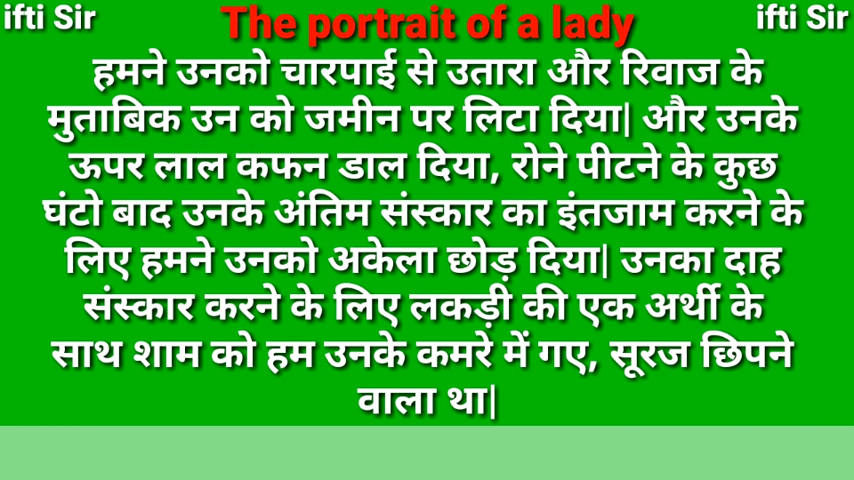 ifti Sir The portrait of a lady ifti Sir
हमने उनको चारपाई से उतारा और रिवाज के
मुताबिक उन को जमीन पर लिटा दिया| और उनके
ऊपर लाल कफन डाल दिया, रोने पीटने के कुछ
घंटो बाद उनके अंतिम संस्कार का इंतजाम करने के
लिए हमने उनको अकेला छोड़ दिया| उनका दाह
संस्कार करने के लिए लकड़ी की एक अर्थी के
साथ शाम को हम उनके कमरे में गए, सूरज छिपने
वाला था|